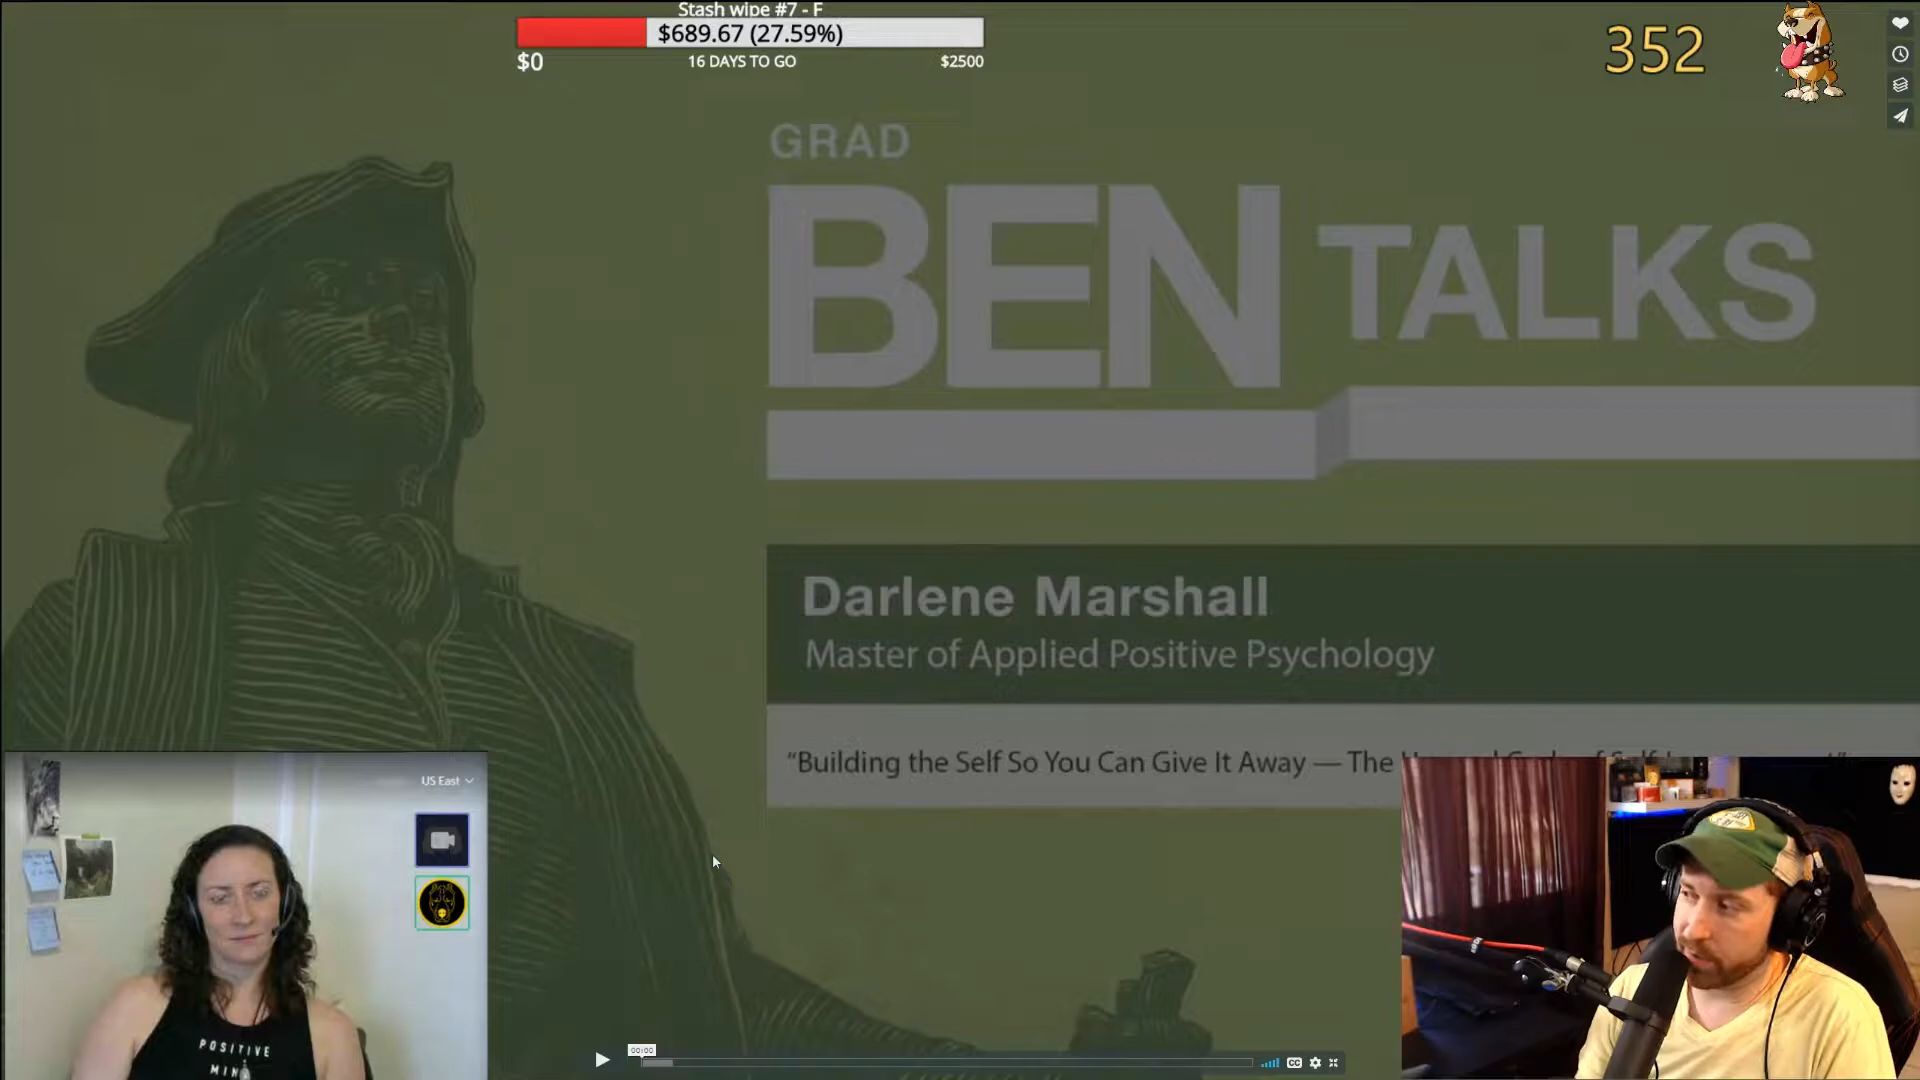 Stash wipe #7 - F
$689.67 (27.59%)
$0
16 DAYS TO GO
$2500
352
GRAD
BEN TALKS
Darlene Marshall
Master of Applied Positive Psychology
“Building the Self So You Can Give It Away — The
US East
POSITIVE
00:00
CC